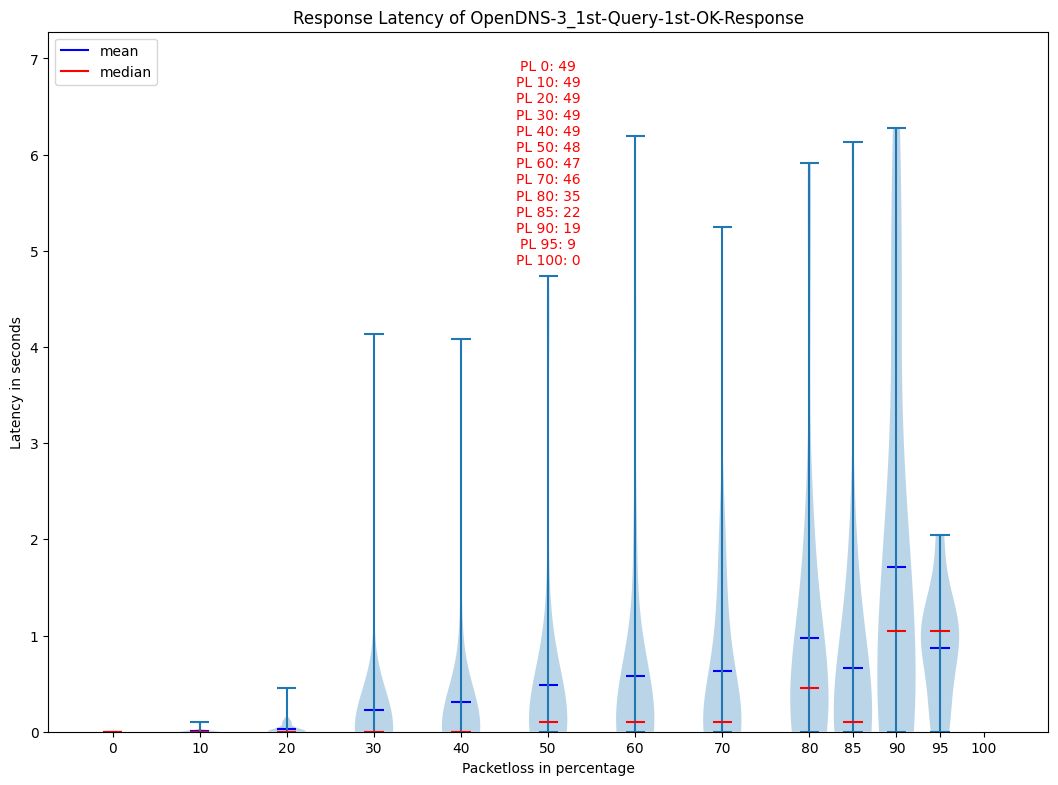 Response Latency of OpenDNS-3_1st-Query-1st-OK-Response
mean
median
PL 0: 49
PL 10: 49
PL 20: 49
PL 30: 49
PL 40: 49
PL 50: 48
PL 60: 47
PL 70: 46
PL 80: 35
PL 85: 22
PL 90: 19
PL 95: 9
PL 100: 0
Latency in seconds
7
6
5
4
3
2
1
0
0 10 20 30 40 50 60 70 80 85 90 95 100
Packetloss in percentage